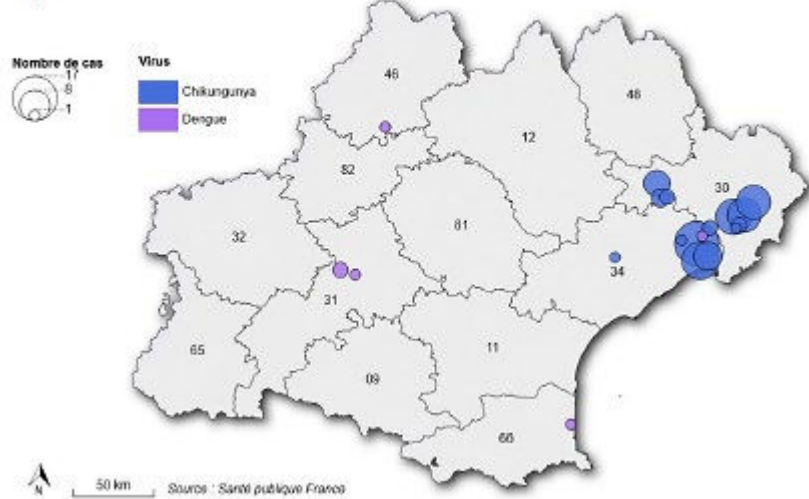 Nombre de cas
17
8
1
Virus
Chikungunya
Dengue
46
48
12
82
30
81
32
34
31
65
11
09
66
N
50 km
Source : Santé publique France